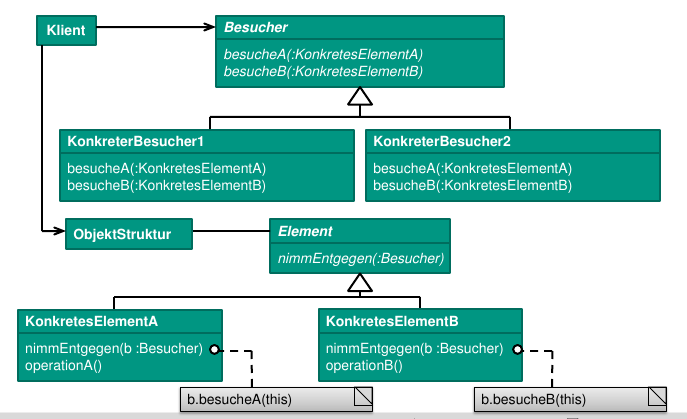 Klient
Besucher
besucheA(:KonkretesElementA)
besucheB(:KonkretesElementB)
KonkreterBesucher1
besucheA(:KonkretesElementA)
besucheB(:KonkretesElementB)
KonkreterBesucher2
besucheA(:KonkretesElementA)
besucheB(:KonkretesElementB)
ObjektStruktur
Element
nimmEntgegen(:Besucher)
KonkretesElementA
nimmEntgegen(b :Besucher)
operationA()
KonkretesElementB
nimmEntgegen(b :Besucher)
operationB()
b.besucheA(this)
b.besucheB(this)